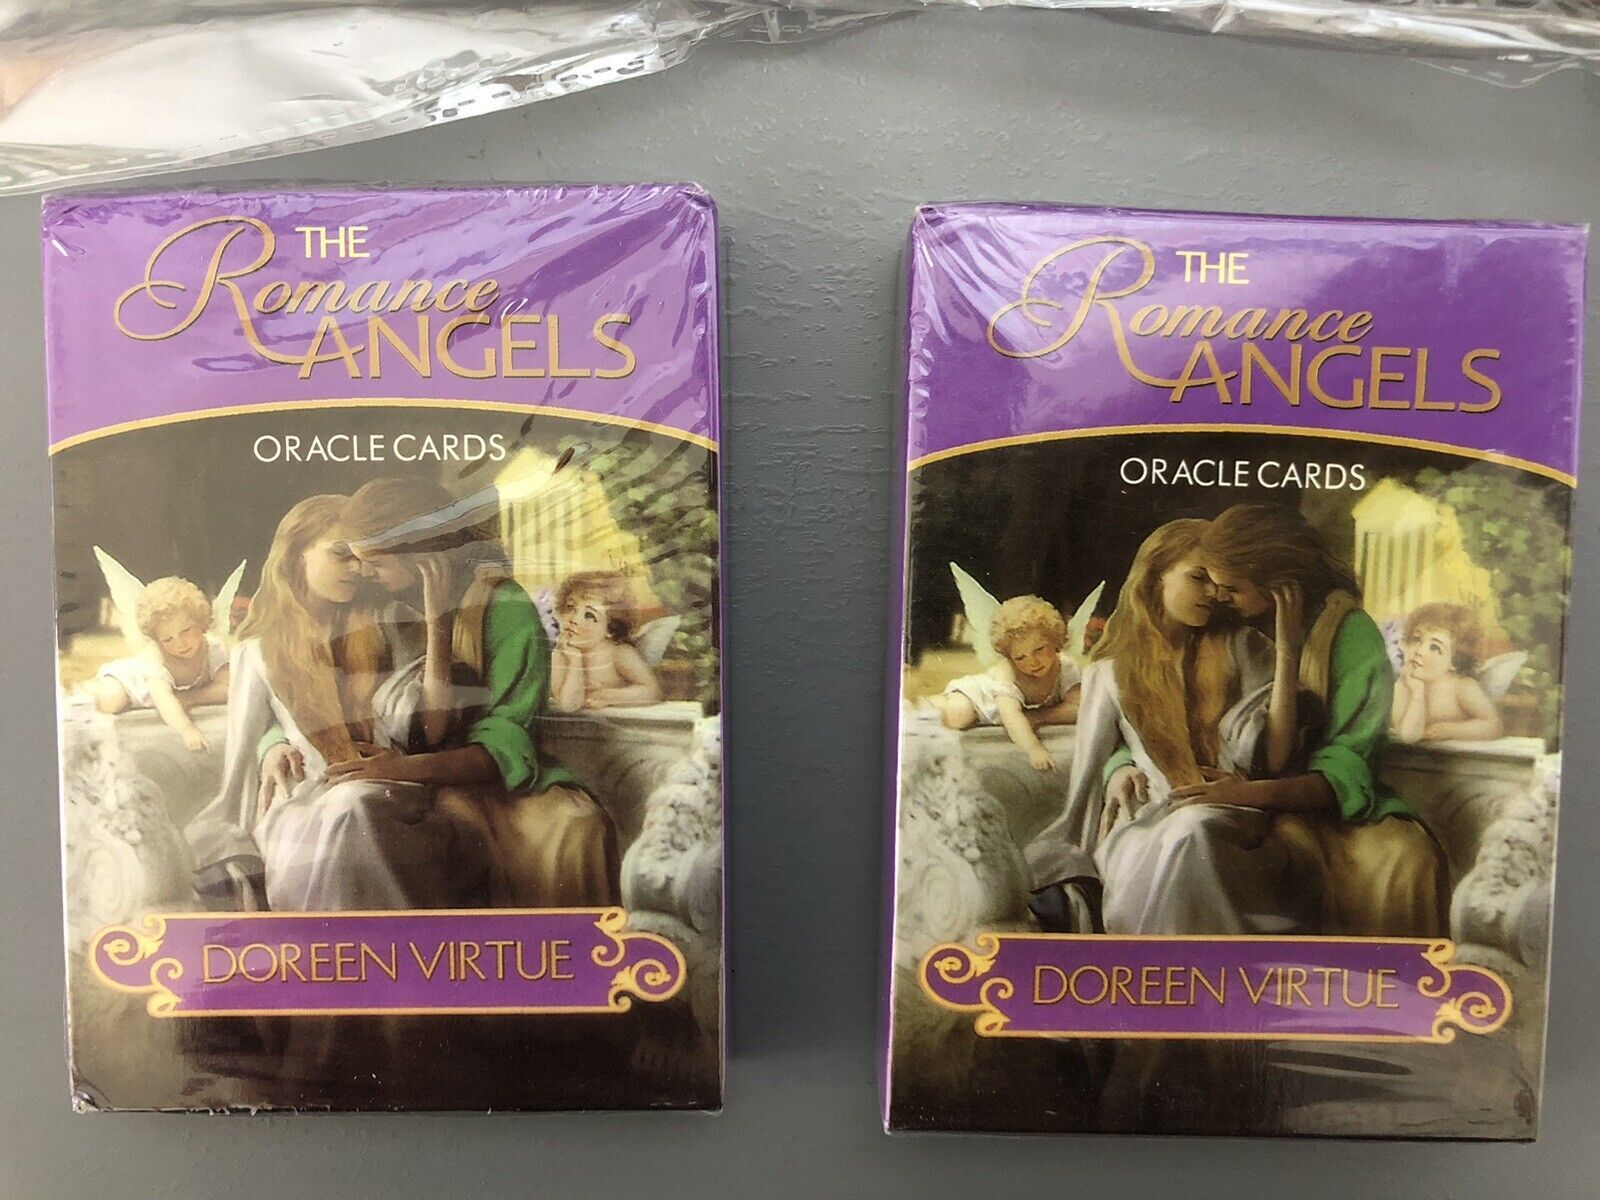 THE
Romance
ANGELS
ORACLE CARDS
DOREEN VIRTUE
THE
Romance
ANGELS
ORACLE CARDS
DOREEN VIRTUE